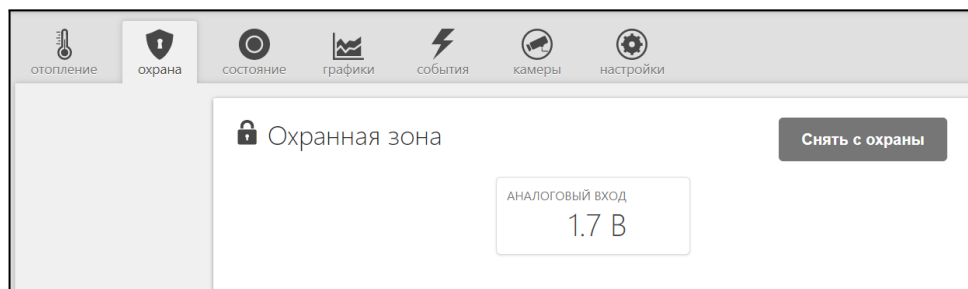 отопление охрана состояние графики события камеры настройки
Охранная зона
Снять с охраны
АНАЛОГОВЫЙ ВХОД
1.7 В